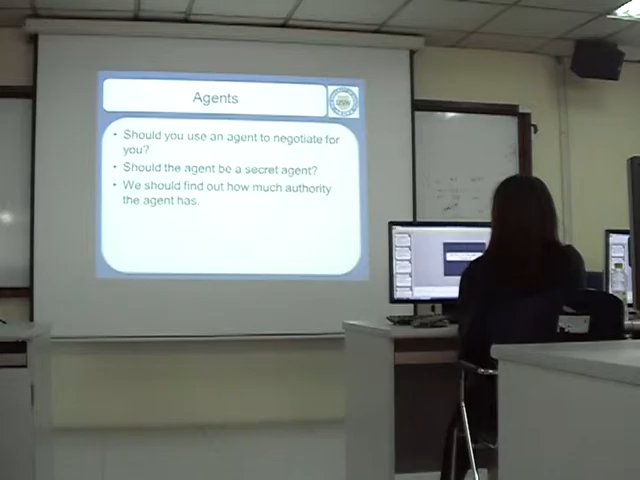 Agents
• Should you use an agent to negotiate for
you?
• Should the agent be a secret agent?
• We should find out how much authority
the agent has.